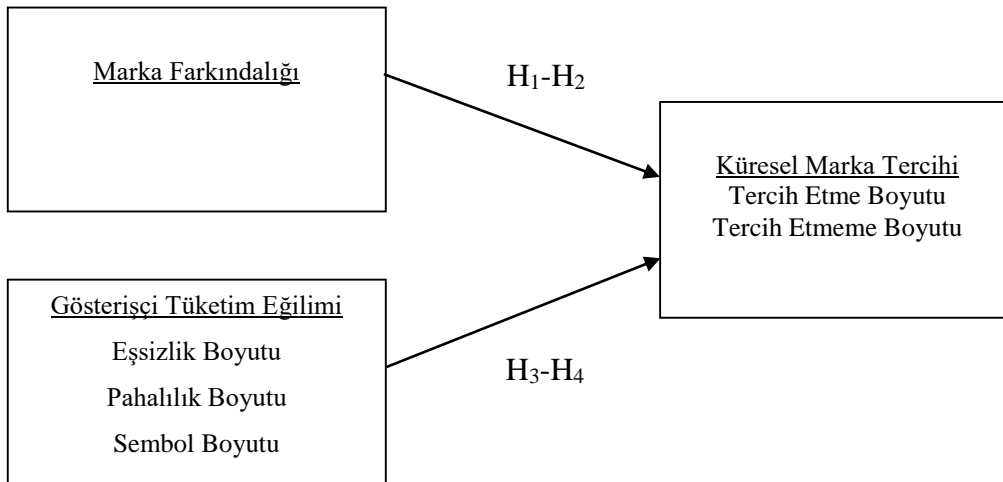 Marka Farkındalığı
H₁-H₂
Küresel Marka Tercihi
Tercih Etme Boyutu
Tercih Etmeme Boyutu
Gösterişçi Tüketim Eğilimi
Eşsizlik Boyutu
Pahalılık Boyutu
Sembol Boyutu
H₃-H₄